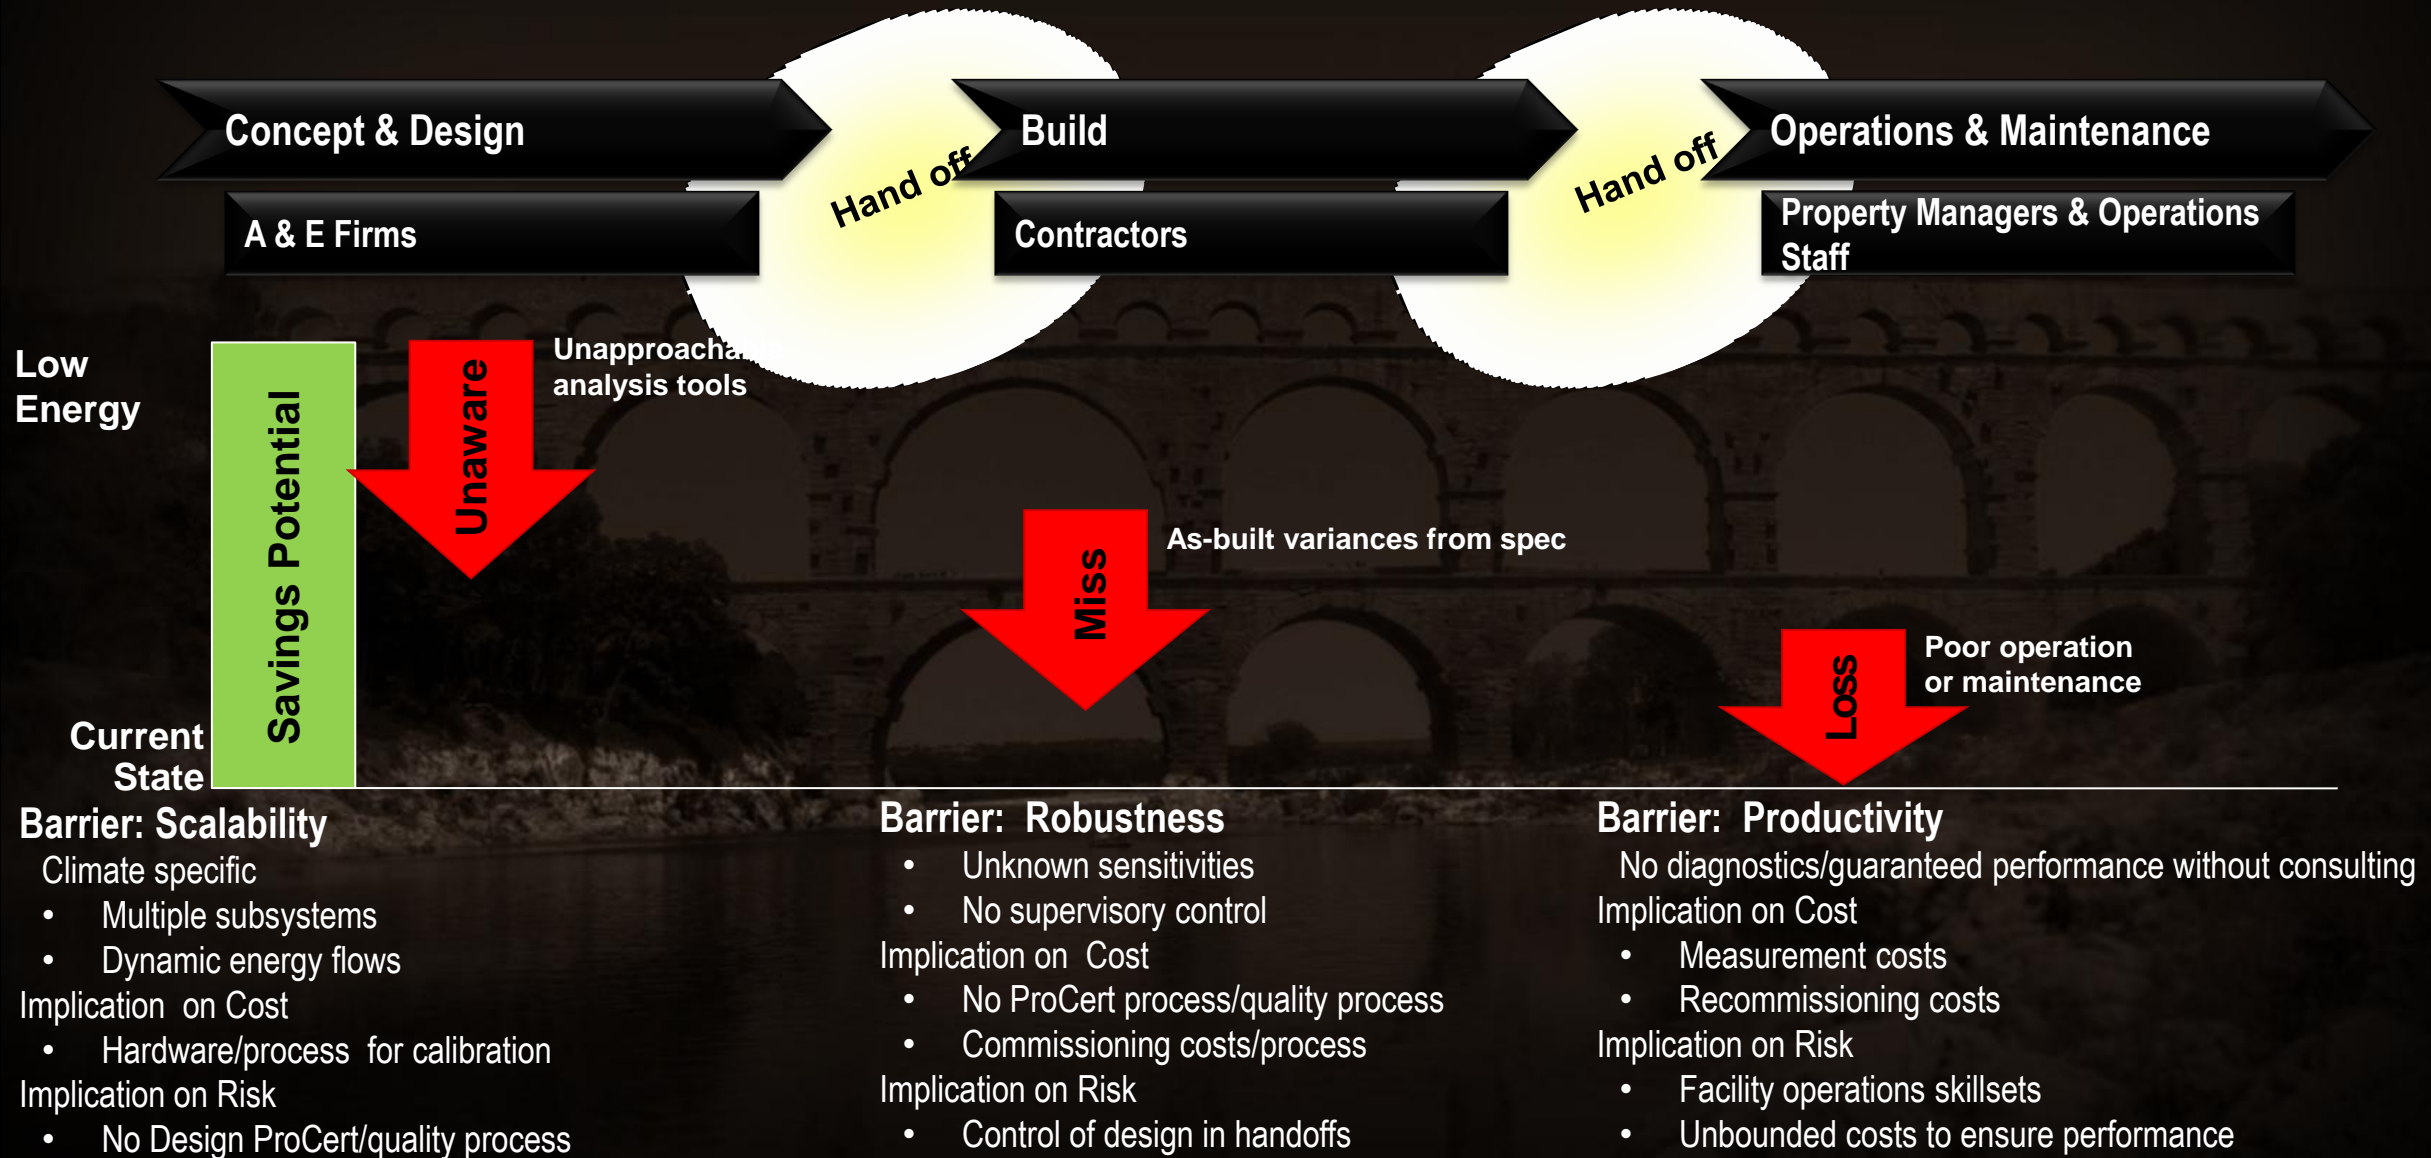 Concept & Design
Build
Operations & Maintenance
Hand off
Hand off
A & E Firms
Contractors
Property Managers & Operations
Staff
Low
Energy
Savings Potential
Current
State
Unaware
Unapproachable
analysis tools
Miss
As-built variances from spec
Loss
Poor operation
or maintenance
Barrier: Scalability
Climate specific
• Multiple subsystems
• Dynamic energy flows
Implication on Cost
• Hardware/process for calibration
Implication on Risk
• No Design ProCert/quality process
Barrier: Robustness
• Unknown sensitivities
• No supervisory control
Implication on Cost
• No ProCert process/quality process
• Commissioning costs/process
Implication on Risk
• Control of design in handoffs
Barrier: Productivity
No diagnostics/guaranteed performance without consulting
Implication on Cost
• Measurement costs
• Recommissioning costs
Implication on Risk
• Facility operations skillsets
• Unbounded costs to ensure performance